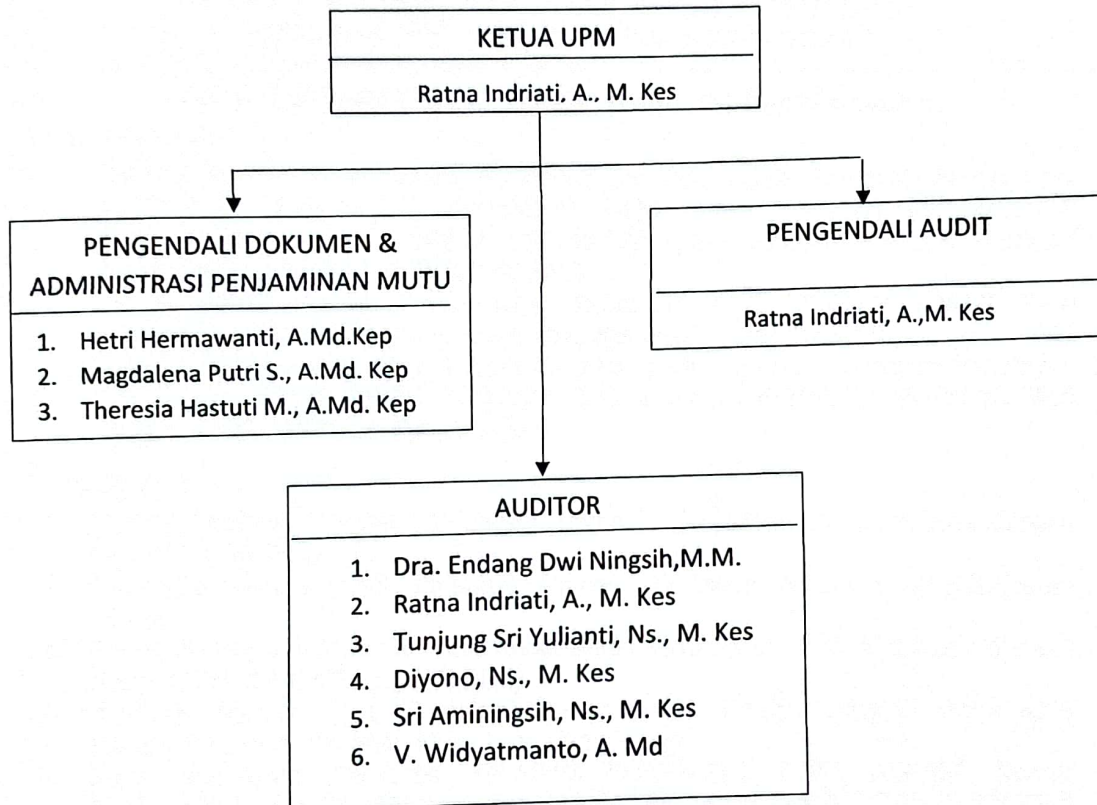 KETUA UPM
Ratna Indriati, A., M. Kes
PENGENDALI DOKUMEN &
ADMINISTRASI PENJAMINAN MUTU
1. Hetri Hermawanti, A.Md.Kep
2. Magdalena Putri S., A.Md. Kep
3. Theresia Hastuti M., A.Md. Kep
PENGENDALI AUDIT
Ratna Indriati, A.,M. Kes
AUDITOR
1. Dra. Endang Dwi Ningsih,M.M.
2. Ratna Indriati, A., M. Kes
3. Tunjung Sri Yulianti, Ns., M. Kes
4. Diyono, Ns., M. Kes
5. Sri Aminingsih, Ns., M. Kes
6. V. Widyatmanto, A. Md